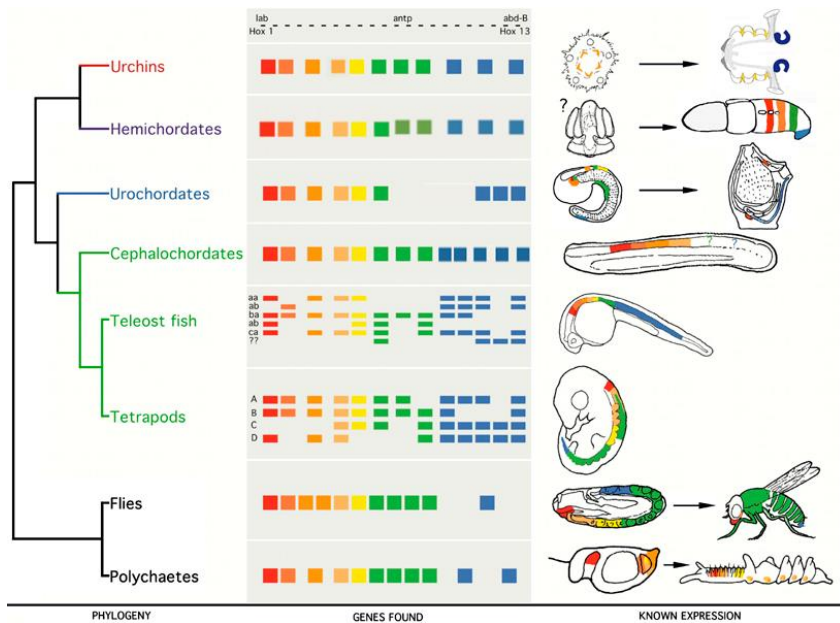 lab antp abd-B
Hox 1 Hox 13
Urchins
Hemichordates
?
Urochordates
Cephalochordates
? ?
aa
ab
ba
ab
ca
??
Teleost fish
A
B
C
D
Tetrapods
Flies
Polychaetes
PHYLOGENY GENES FOUND KNOWN EXPRESSION